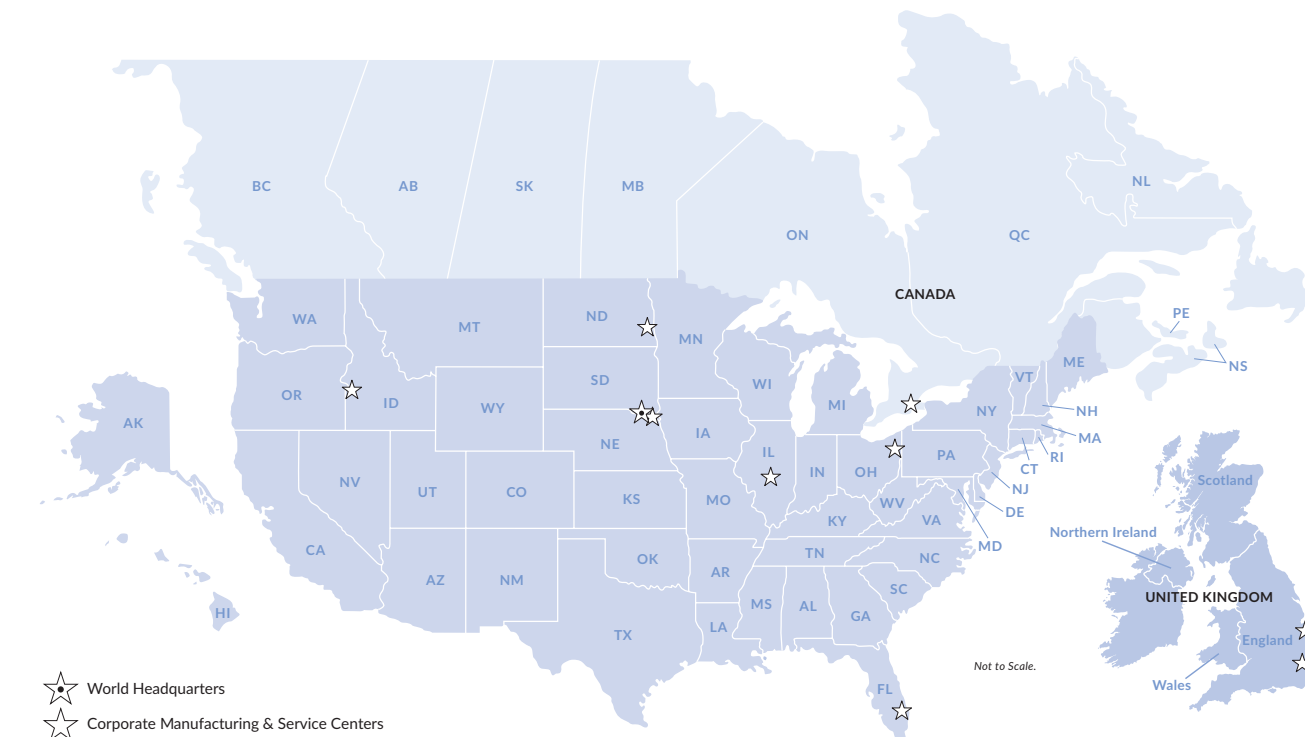 BC
AB
SK
MB
ON
QC
NL
CANADA
PE
NS
WA
MT
ND
MN
OR
ID
WY
SD
WI
MI
NY
VT
ME
NH
MA
RI
CT
NJ
DE
MD
AK
NV
UT
CO
NE
IA
IL
IN
OH
PA
KS
MO
KY
WV
VA
CA
AZ
NM
OK
AR
TN
NC
SC
HI
TX
LA
MS
AL
GA
FL
Scotland
Northern Ireland
UNITED KINGDOM
England
Wales
Not to Scale.
World Headquarters
Corporate Manufacturing & Service Centers